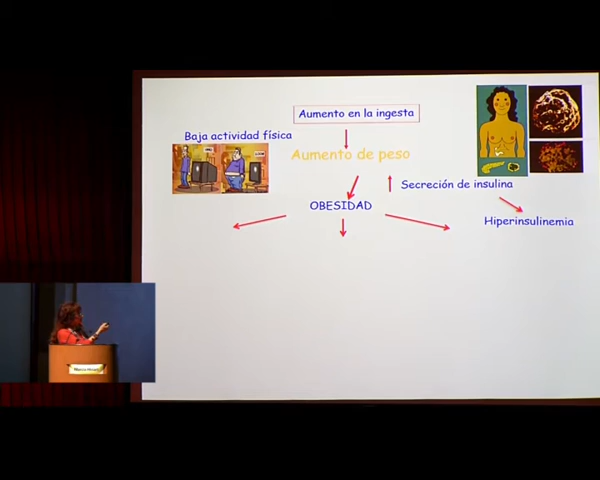 Aumento en la ingesta
Baja actividad física
Aumento de peso
Secreción de insulina
OBESIDAD
Hiperinsulinemia